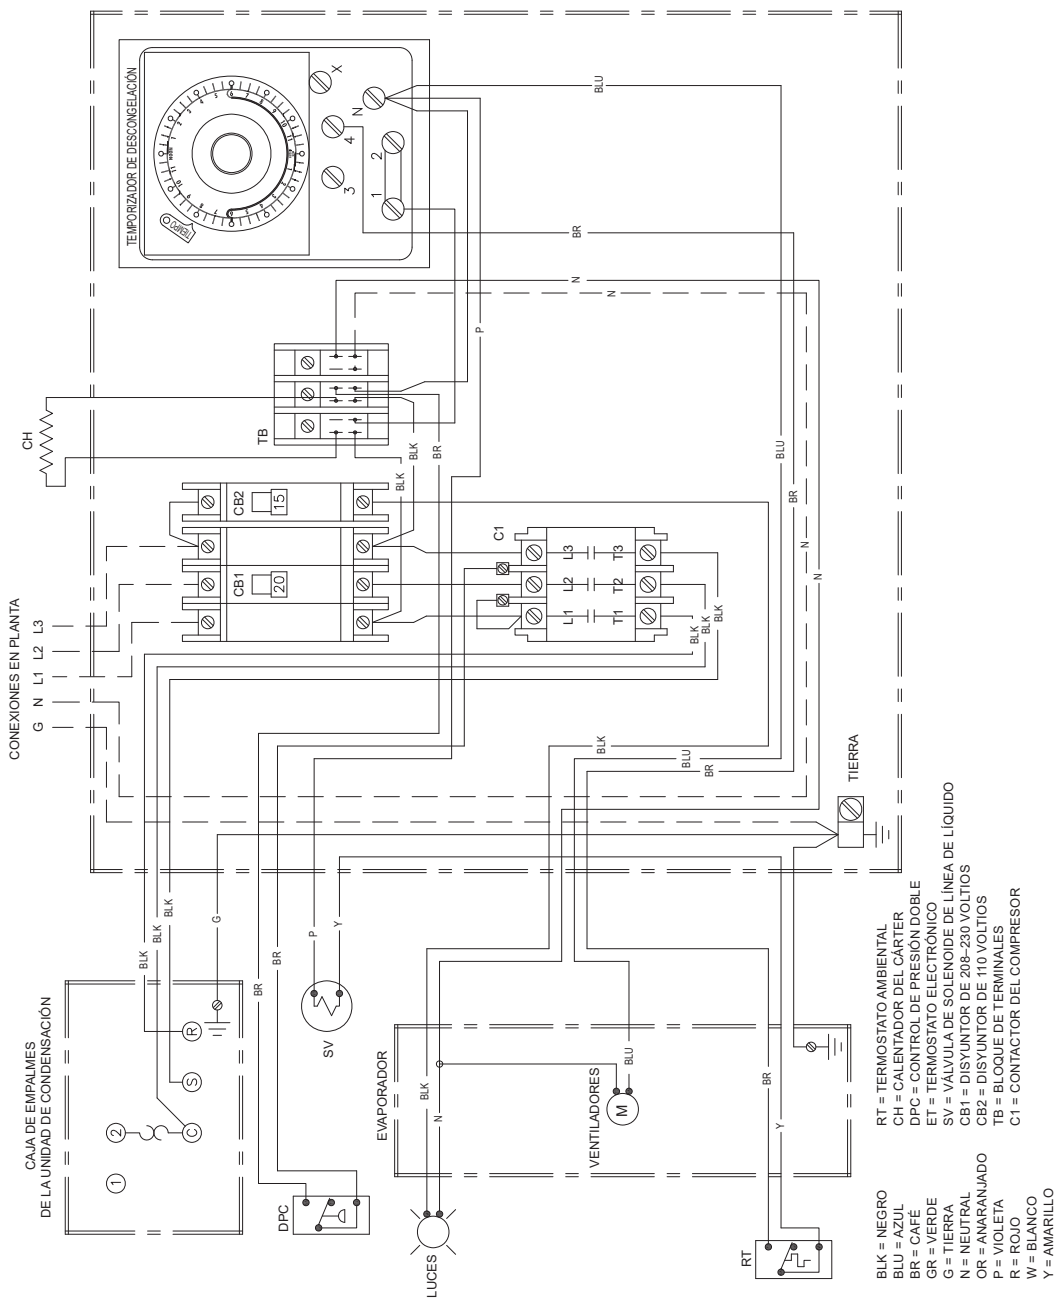 TEMPORIZADOR DE DESCONGELACIÓN
TIEMPO
X
N
4
3
2
1
BLU
BR
N
N
P
CH
TB
BLK
BLK
BR
BLU
BR
N
N
CB2
15
CB1
20
C1
L3
L2
L1
T3
T2
T1
BLK
BLK
BLK
CONEXIONES EN PLANTA
L3
L2
L1
N
G
BLK
BLU
BR
TIERRA
BLK
BLK
BLK
G
BR
BR
P
Y
CAJA DE EMPALMES
DE LA UNIDAD DE CONDENSACIÓN
R
S
C
2
1
SV
EVAPORADOR
BLK
N
VENTILADORES
M
BLU
BR
Y
DPC
LUCES
RT
BLK = NEGRO
BLU = AZUL
BR = CAFÉ
GR = VERDE
G = TIERRA
N = NEUTRAL
OR = ANARANJADO
P = VIOLETA
R = ROJO
W = BLANCO
Y = AMARILLO
RT = TERMOSTATO AMBIENTAL
CH = CALENTADOR DEL CÁRTER
DPC = CONTROL DE PRESIÓN DOBLE
ET = TERMOSTATO ELECTRÓNICO
SV = VÁLVULA DE SOLENOIDE DE LÍNEA DE LÍQUIDO
CB1 = DISYUNTOR DE 208–230 VOLTIOS
CB2 = DISYUNTOR DE 110 VOLTIOS
TB = BLOQUE DE TERMINALES
C1 = CONTACTOR DEL COMPRESOR